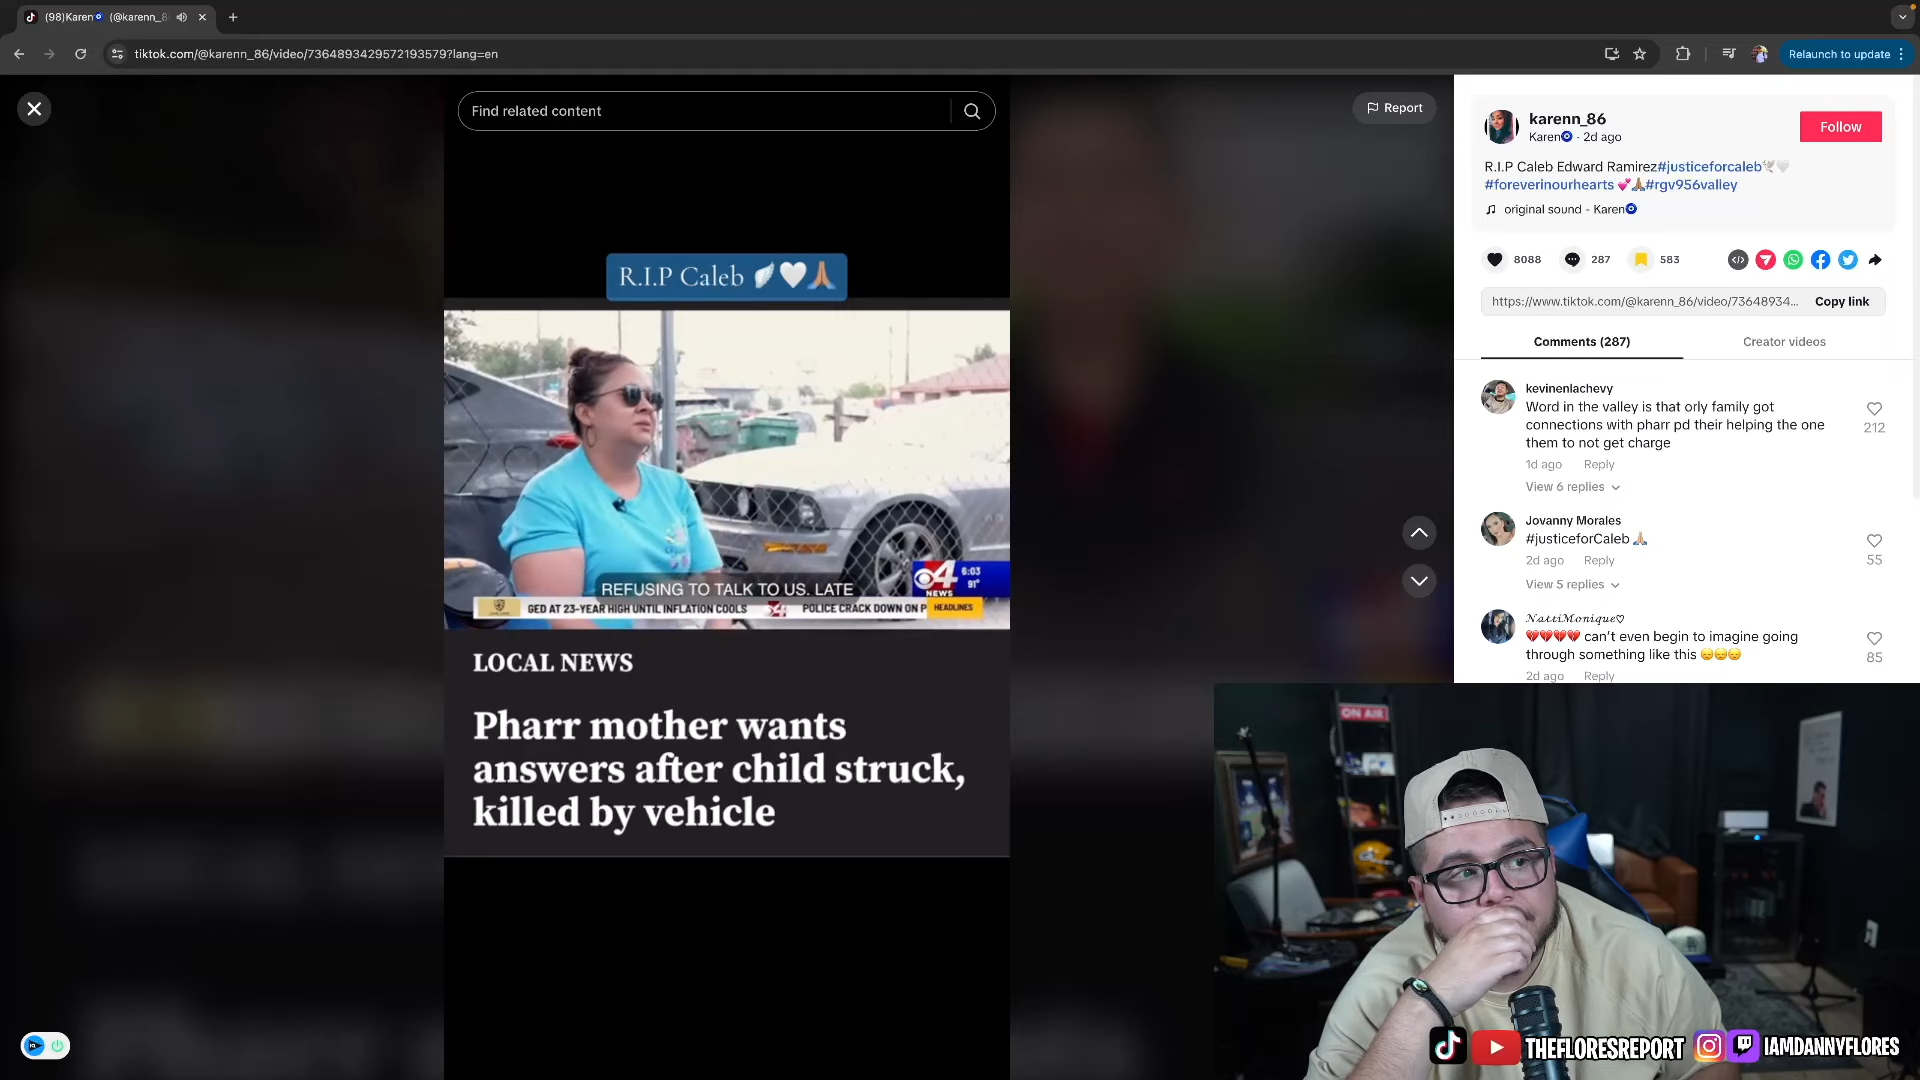 (98)Karen🧿 (@karenn_8
tiktok.com/@karenn_86/video/7364893429572193579?lang=en
Relaunch to update
Find related content
Report
R.I.P Caleb 🪽🤍🙏🏽
REFUSING TO TALK TO US. LATE
4
NEWS
6:03
91°
GED AT 23-YEAR HIGH UNTIL INFLATION COOLS
POLICE CRACK DOWN ON P
HEADLINES
LOCAL NEWS
Pharr mother wants
answers after child struck,
killed by vehicle
karenn_86
Karen🧿 · 2d ago
Follow
R.I.P Caleb Edward Ramirez#justiceforcaleb🕊️🤍
#foreverinourhearts 💕🙏🏽#rgv956valley
original sound - Karen🧿
8088
287
583
https://www.tiktok.com/@karenn_86/video/73648934...
Copy link
Comments (287)
Creator videos
kevinenlachevy
Word in the valley is that orly family got
connections with pharr pd their helping the one
them to not get charge
212
1d ago Reply
View 6 replies
Jovanny Morales
#justiceforCaleb 🙏🏼
55
2d ago Reply
View 5 replies
𝓝𝓪𝓽𝓽𝓲𝓜𝓸𝓷𝓲𝓺𝓾𝓮♡
💔💔💔💔 can't even begin to imagine going
through something like this 😔😔😔
85
2d ago Reply
ON AIR
THEFLORESREPORT
IAMDANNYFLORES